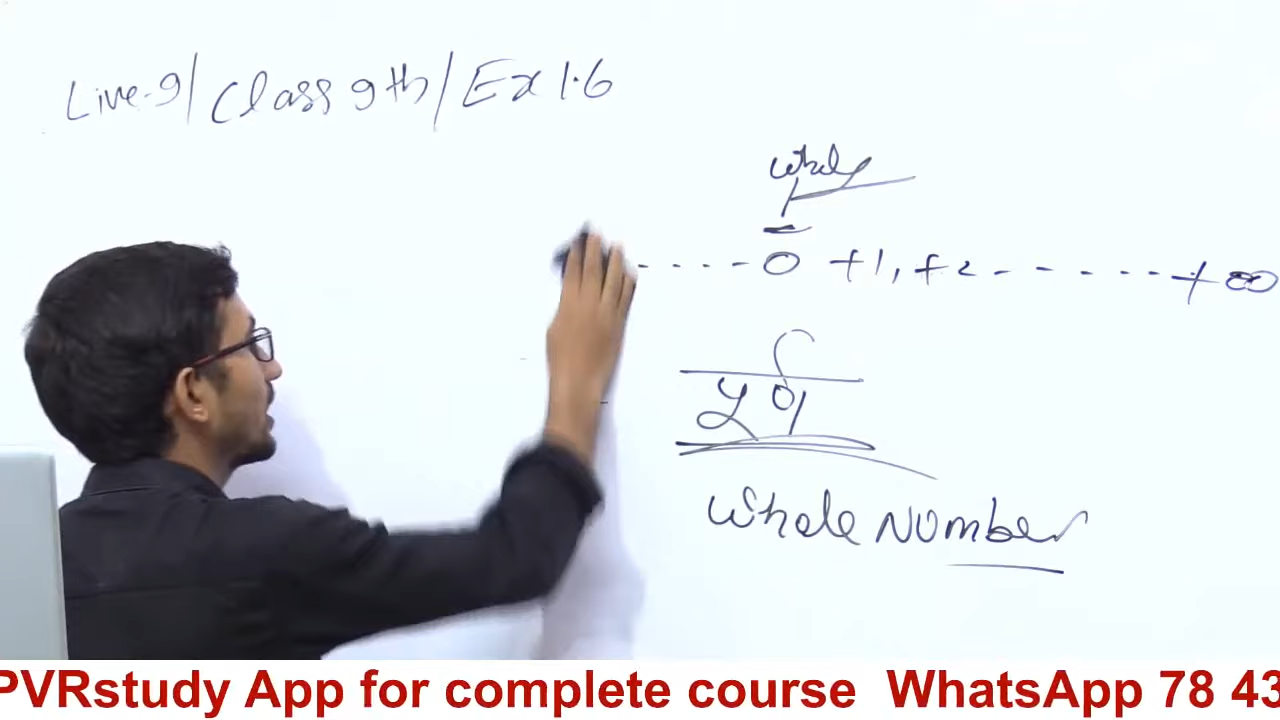 Live-9/Class 9th/Ex 1.6
Whole
- - - - 0 +1, +2 - - - - - - +∞
पूर्ण
Whole Number
PVRstudy App for complete course WhatsApp 78 43